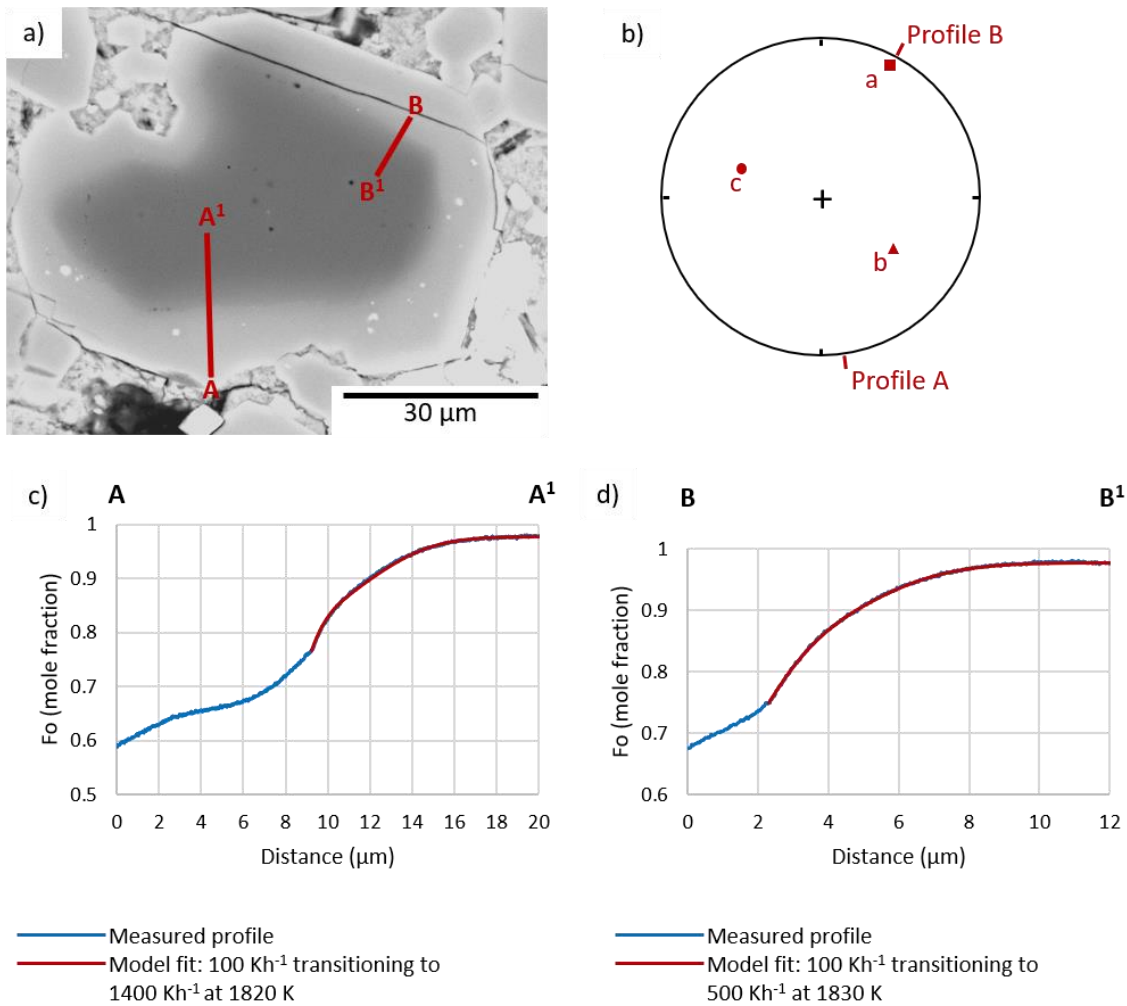 a)
B
B¹
A¹
A
30 μm
b)
Profile B
a
c
b
Profile A
c)
A
A¹
Fo (mole fraction)
1
0.9
0.8
0.7
0.6
0.5
0 2 4 6 8 10 12 14 16 18 20
Distance (μm)
Measured profile
Model fit: 100 Kh⁻¹ transitioning to
1400 Kh⁻¹ at 1820 K
d)
B
B¹
Fo (mole fraction)
1
0.9
0.8
0.7
0.6
0 2 4 6 8 10 12
Distance (μm)
Measured profile
Model fit: 100 Kh⁻¹ transitioning to
500 Kh⁻¹ at 1830 K